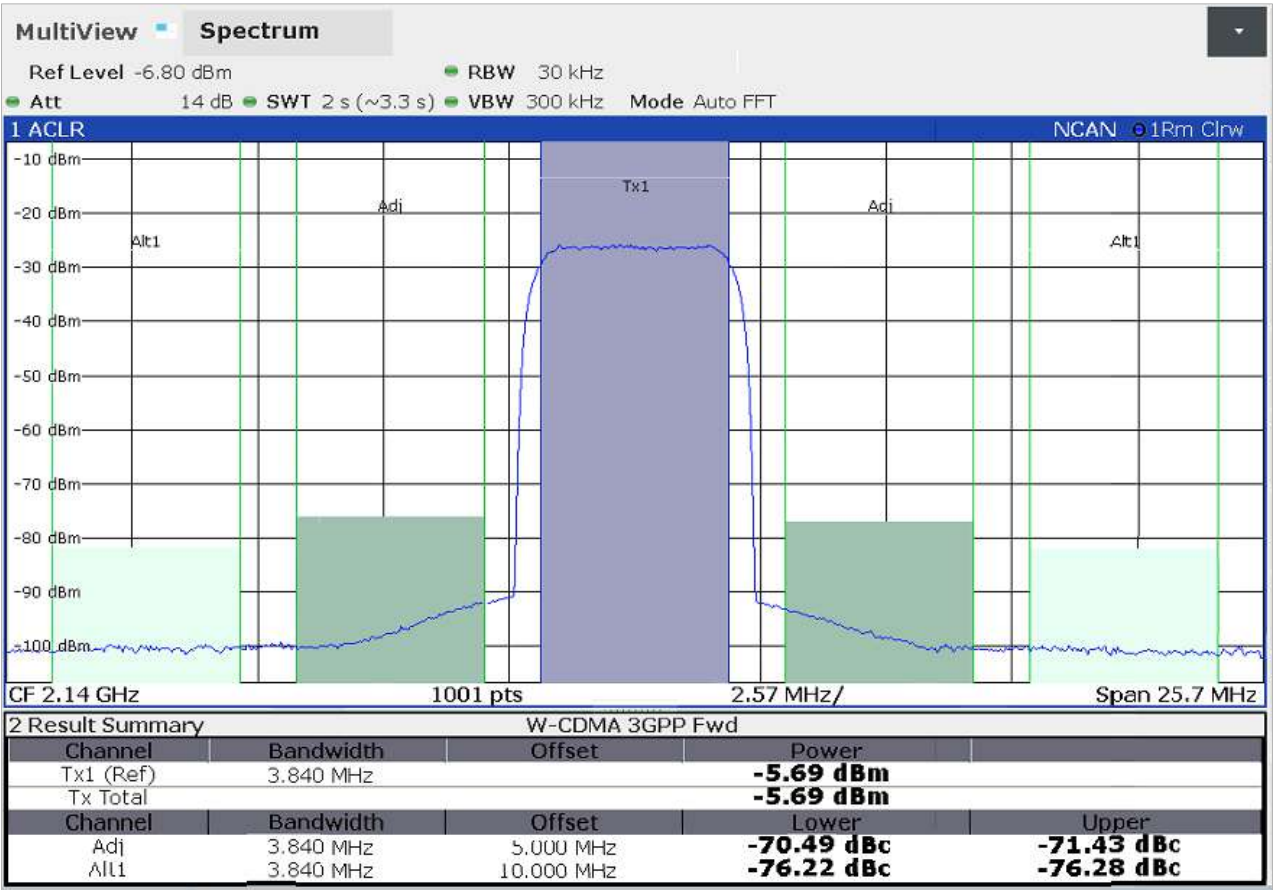 MultiView Spectrum
Ref Level -6.80 dBm RBW 30 kHz
Att 14 dB SWT 2 s (~3.3 s) VBW 300 kHz Mode Auto FFT
1 ACLR NCAN 1Rm Clrw
-10 dBm
Tx1
Adj Adj
-20 dBm
Alt1 Alt1
-30 dBm
-40 dBm
-50 dBm
-60 dBm
-70 dBm
-80 dBm
-90 dBm
-100 dBm
CF 2.14 GHz 1001 pts 2.57 MHz/ Span 25.7 MHz
2 Result Summary W-CDMA 3GPP Fwd
Channel Bandwidth Offset Power
Tx1 (Ref) 3.840 MHz -5.69 dBm
Tx Total -5.69 dBm
Channel Bandwidth Offset Lower Upper
Adj 3.840 MHz 5.000 MHz -70.49 dBc -71.43 dBc
Alt1 3.840 MHz 10.000 MHz -76.22 dBc -76.28 dBc